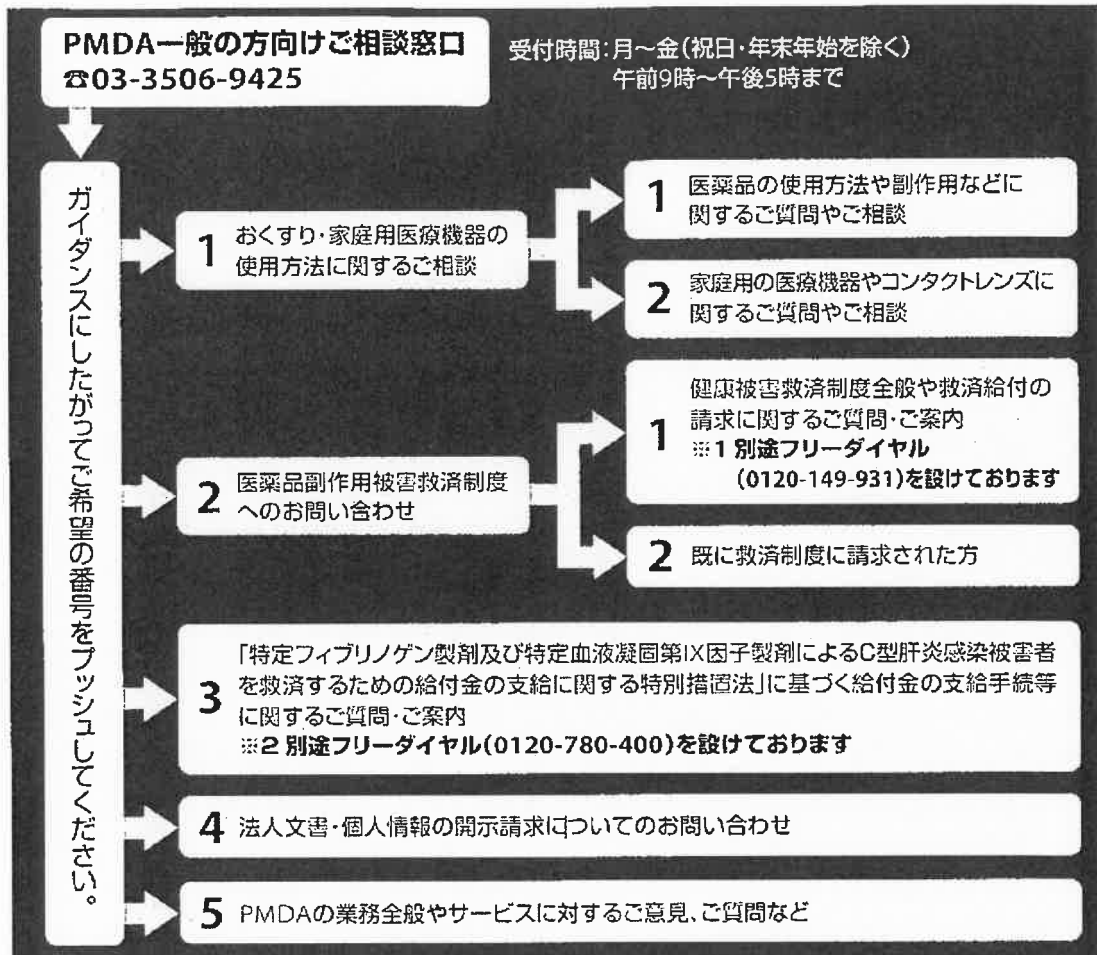 PMDA一般の方向けご相談窓口
☎03-3506-9425
受付時間:月~金(祝日・年末年始を除く)
午前9時~午後5時まで
ガイダンスにしたがってご希望の番号をプッシュしてください。
1 おくすり・家庭用医療機器の
使用方法に関するご相談
1 医薬品の使用方法や副作用などに
関するご質問やご相談
2 家庭用の医療機器やコンタクトレンズに
関するご質問やご相談
2 医薬品副作用被害救済制度
へのお問い合わせ
1 健康被害救済制度全般や救済給付の
請求に関するご質問・ご案内
※1 別途フリーダイヤル
(0120-149-931)を設けております
2 既に救済制度に請求された方
3 「特定フィブリノゲン製剤及び特定血液凝固第Ⅸ因子製剤によるC型肝炎感染被害者
を救済するための給付金の支給に関する特別措置法」に基づく給付金の支給手続等
に関するご質問・ご案内
※2 別途フリーダイヤル(0120-780-400)を設けております
4 法人文書・個人情報の開示請求についてのお問い合わせ
5 PMDAの業務全般やサービスに対するご意見、ご質問など